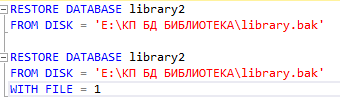 RESTORE DATABASE library2
FROM DISK = 'E:\КП БД БИБЛИОТЕКА\library.bak'
RESTORE DATABASE library2
FROM DISK = 'E:\КП БД БИБЛИОТЕКА\library.bak'
WITH FILE = 1